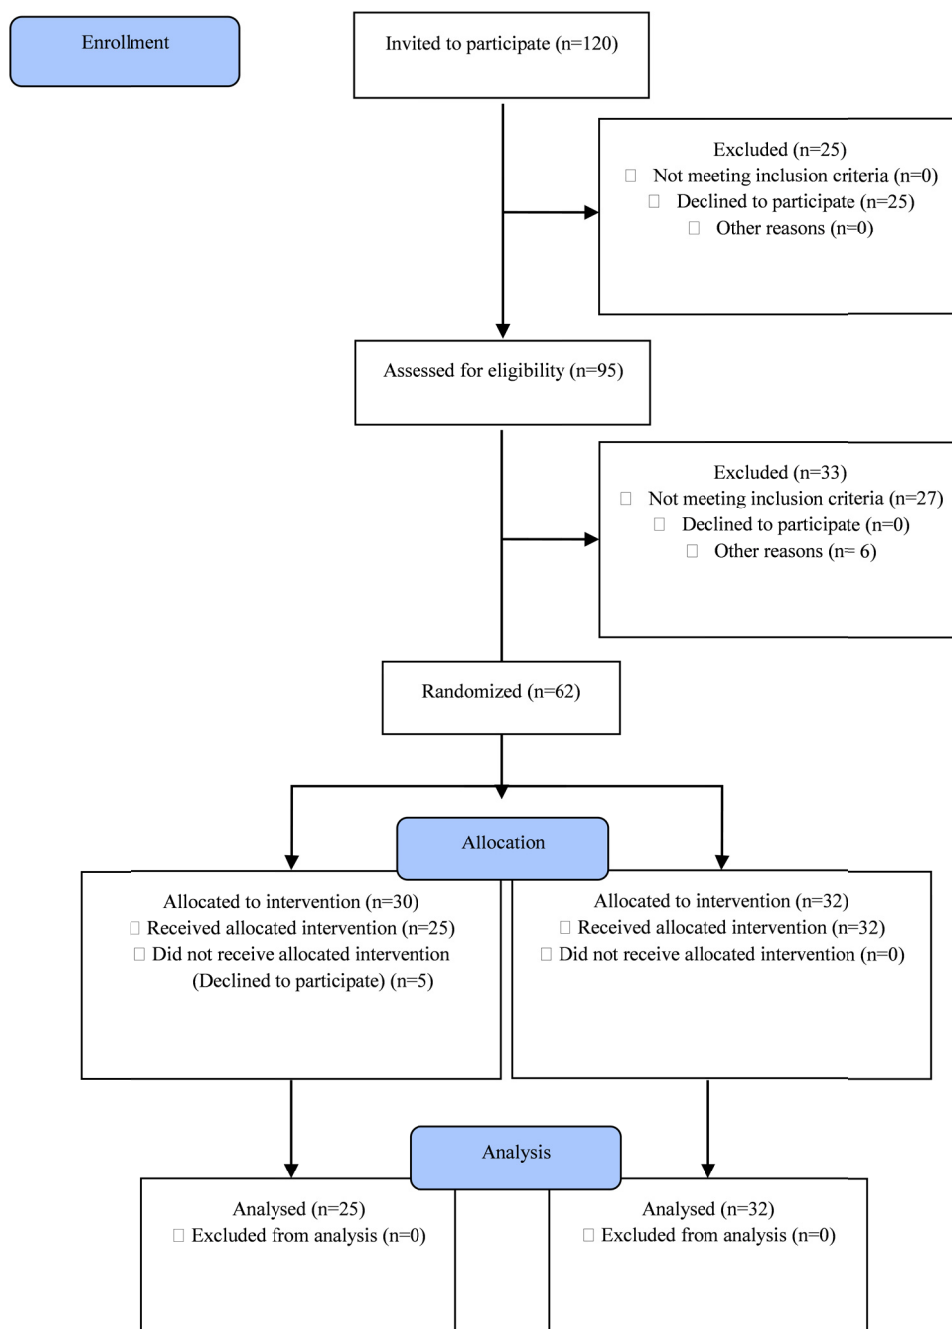 Enrollment
Invited to participate (n=120)
Excluded (n=25)
□ Not meeting inclusion criteria (n=0)
□ Declined to participate (n=25)
□ Other reasons (n=0)
Assessed for eligibility (n=95)
Excluded (n=33)
□ Not meeting inclusion criteria (n=27)
□ Declined to participate (n=0)
□ Other reasons (n= 6)
Randomized (n=62)
Allocation
Allocated to intervention (n=30)
□ Received allocated intervention (n=25)
□ Did not receive allocated intervention
(Declined to participate) (n=5)
Allocated to intervention (n=32)
□ Received allocated intervention (n=32)
□ Did not receive allocated intervention (n=0)
Analysis
Analysed (n=25)
□ Excluded from analysis (n=0)
Analysed (n=32)
□ Excluded from analysis (n=0)